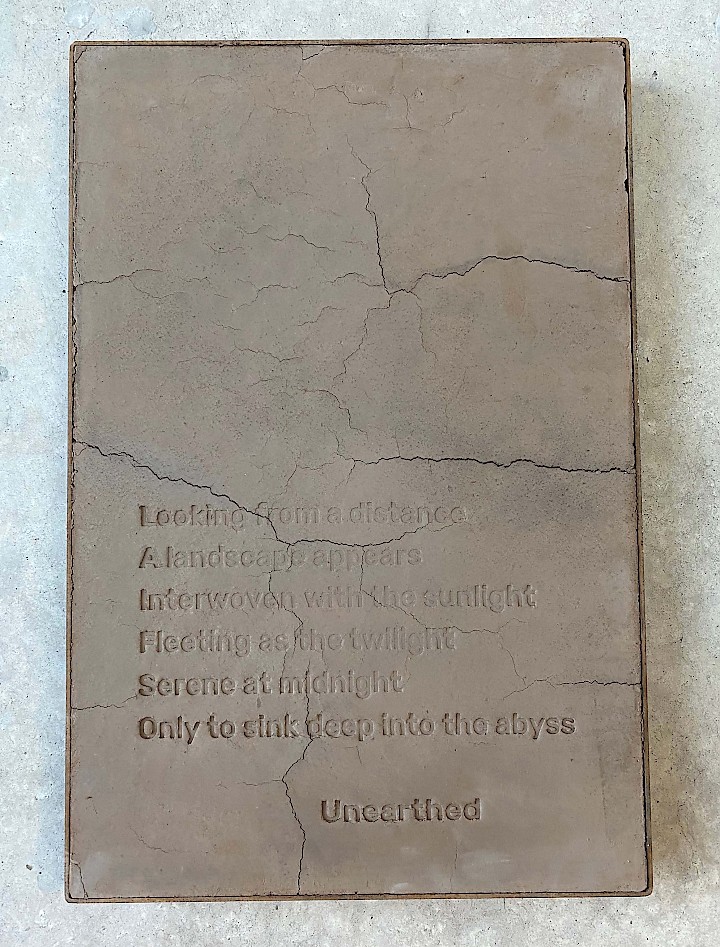 Looking from a distance
A landscape appears
Interwoven with the sunlight
Fleeting as the twilight
Serene at midnight
Only to sink deep into the abyss
Unearthed